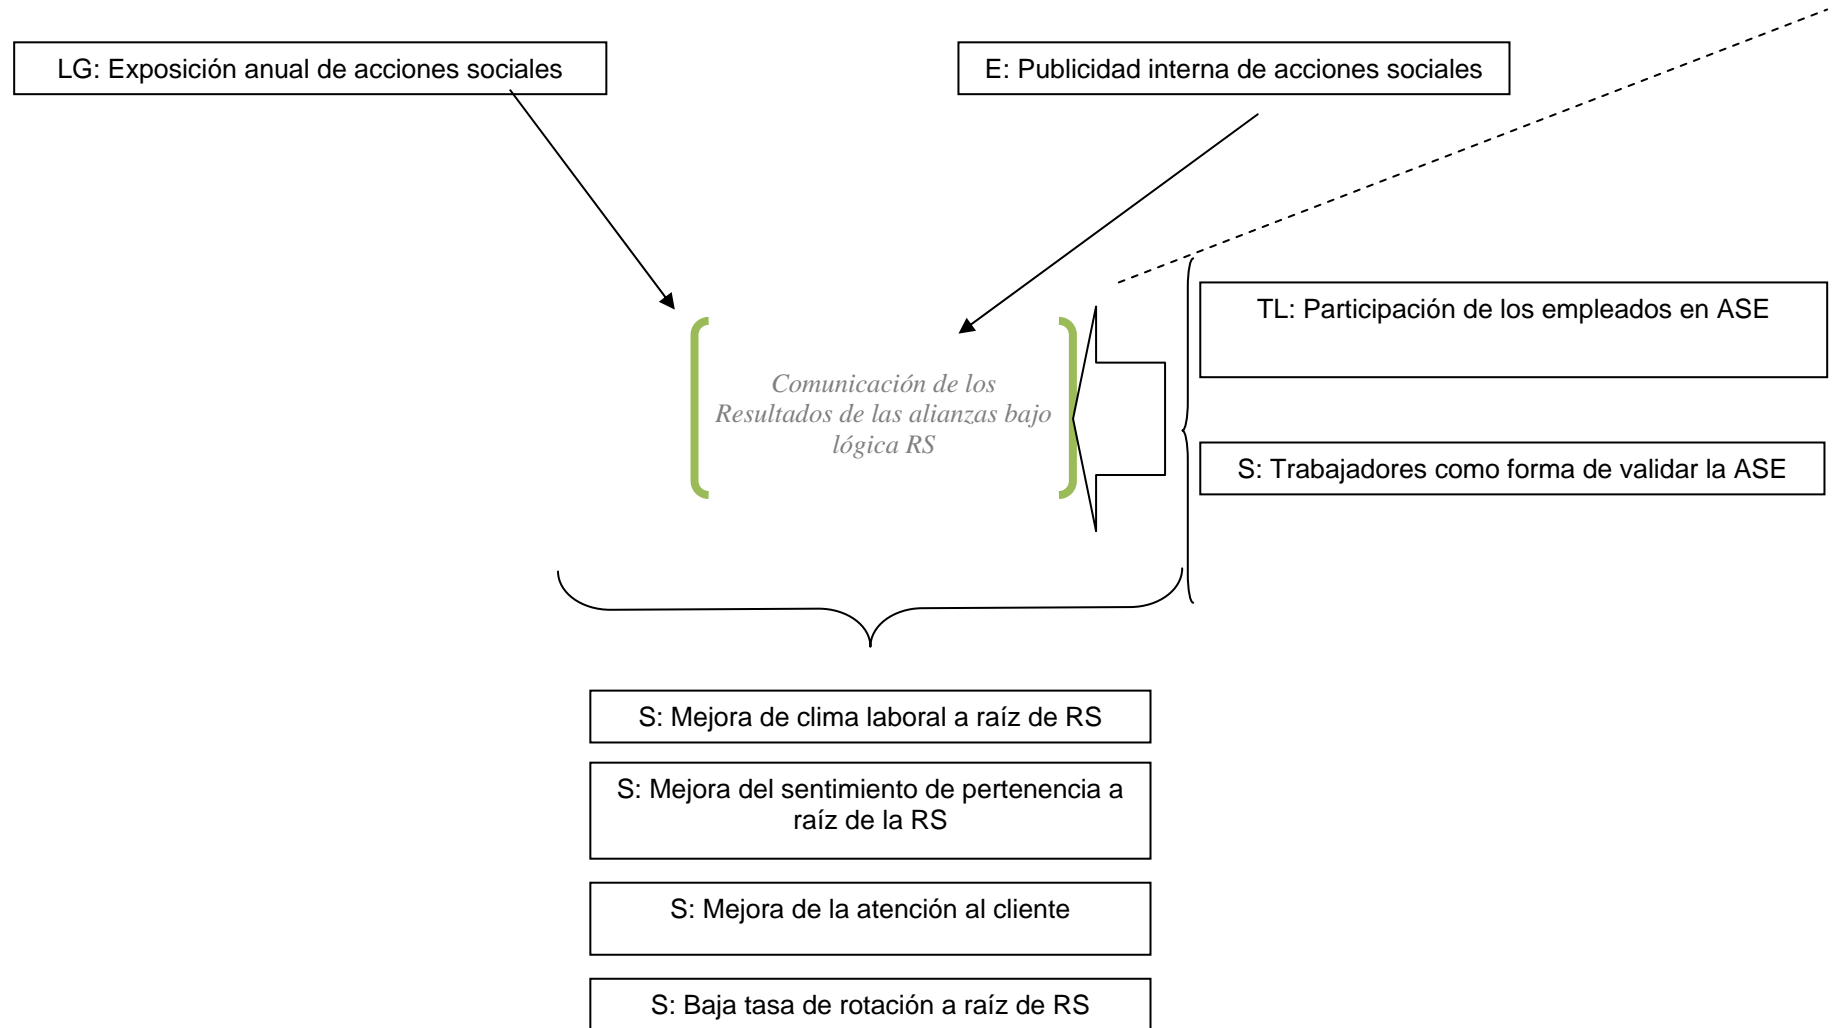 LG: Exposición anual de acciones sociales
E: Publicidad interna de acciones sociales
TL: Participación de los empleados en ASE
Comunicación de los
Resultados de las alianzas bajo
lógica RS
S: Trabajadores como forma de validar la ASE
S: Mejora de clima laboral a raíz de RS
S: Mejora del sentimiento de pertenencia a
raíz de la RS
S: Mejora de la atención al cliente
S: Baja tasa de rotación a raíz de RS